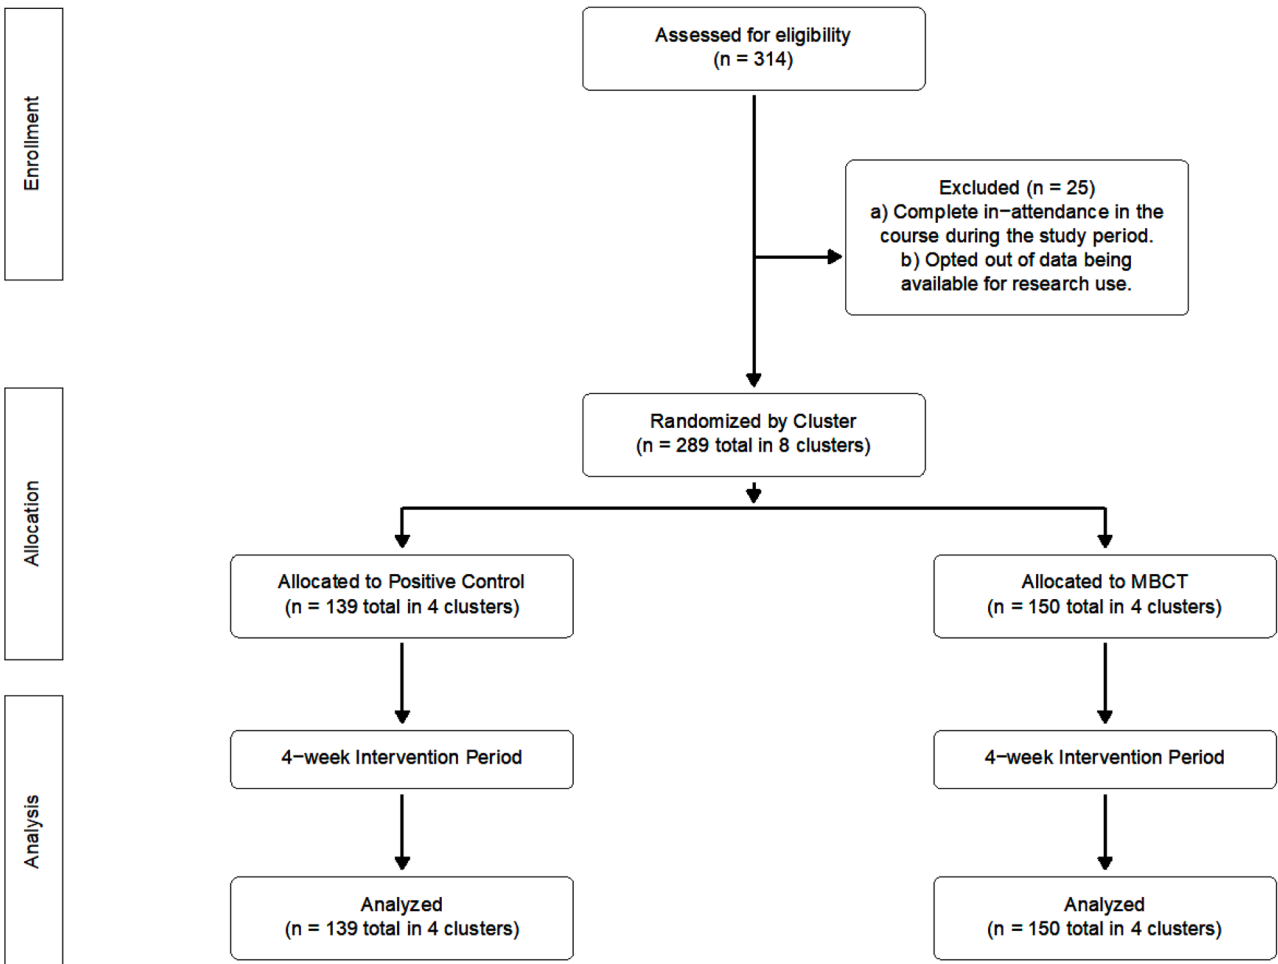 Enrollment
Assessed for eligibility
(n = 314)
Excluded (n = 25)
a) Complete in−attendance in the
course during the study period.
b) Opted out of data being
available for research use.
Allocation
Randomized by Cluster
(n = 289 total in 8 clusters)
Allocated to Positive Control
(n = 139 total in 4 clusters)
Allocated to MBCT
(n = 150 total in 4 clusters)
Analysis
4−week Intervention Period
4−week Intervention Period
Analyzed
(n = 139 total in 4 clusters)
Analyzed
(n = 150 total in 4 clusters)